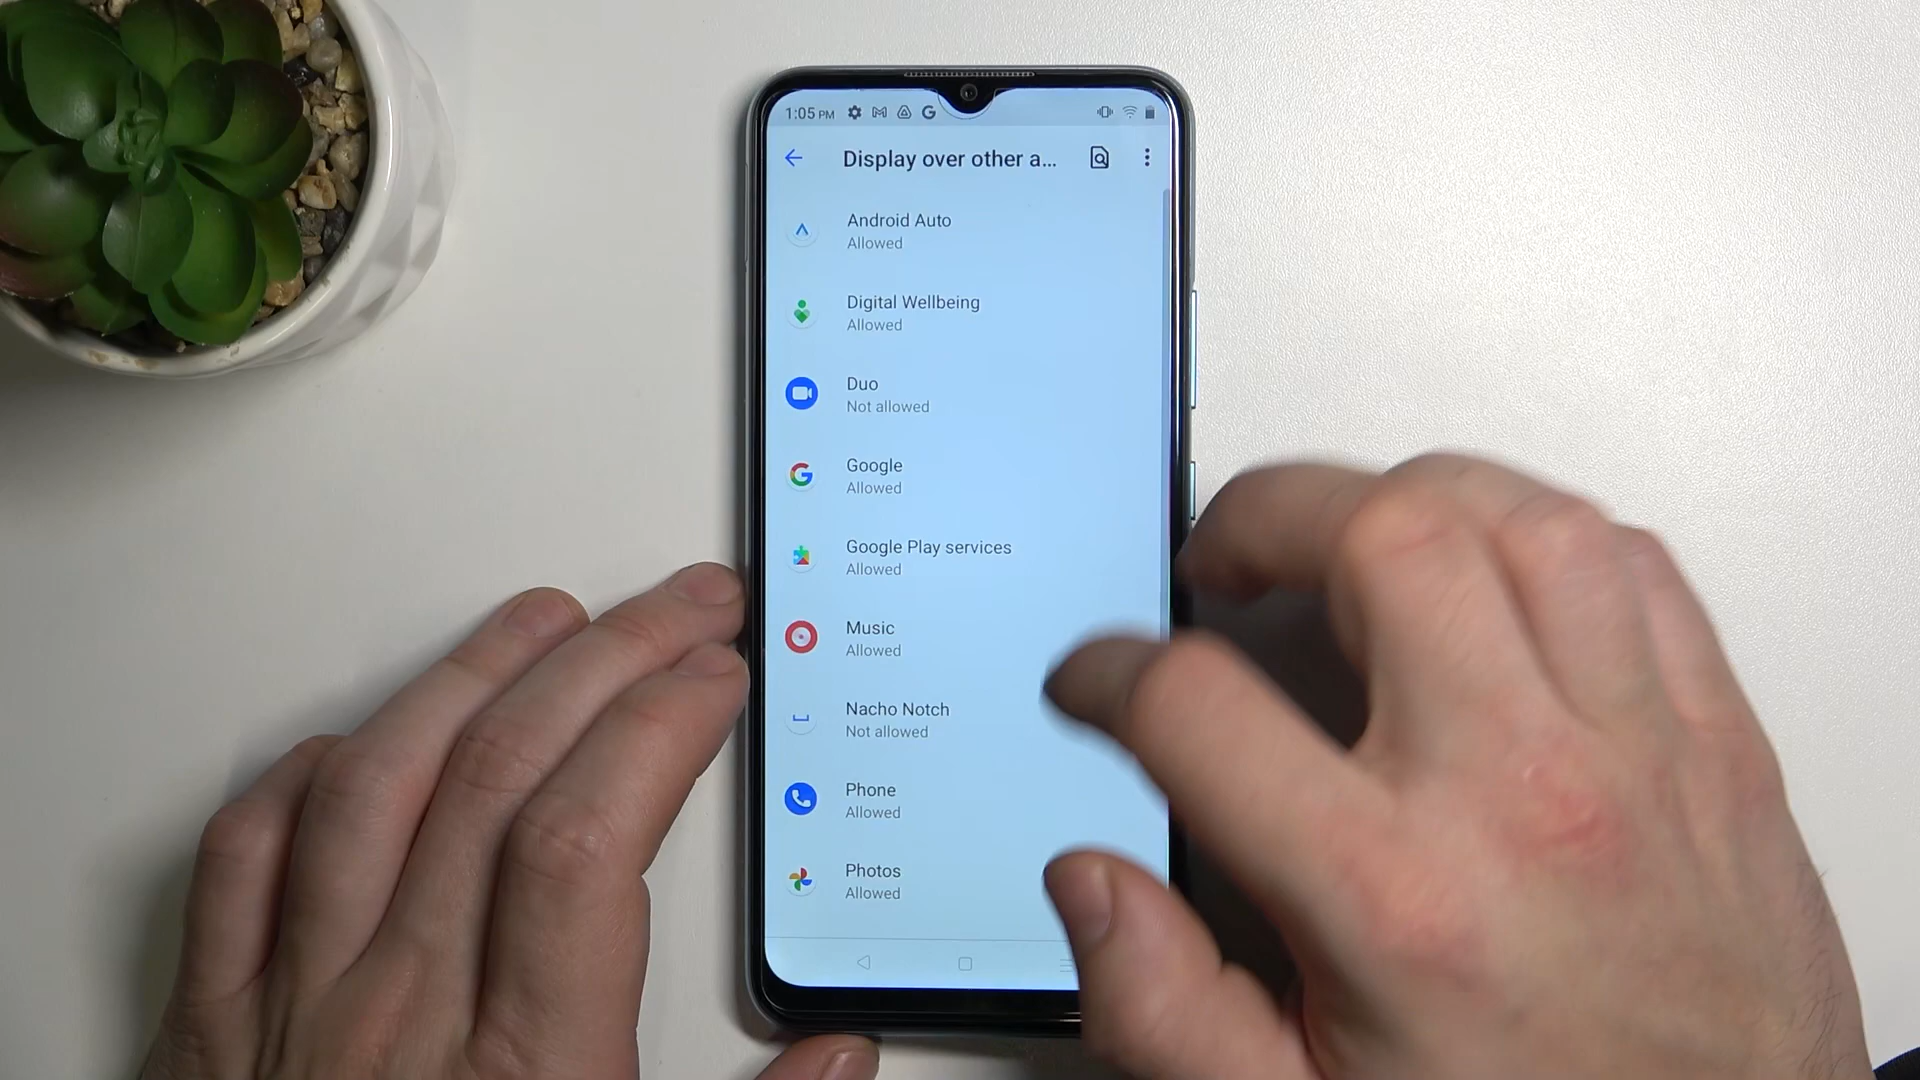 1:05 PM
Display over other a...
Android Auto
Allowed
Digital Wellbeing
Allowed
Duo
Not allowed
Google
Allowed
Google Play services
Allowed
Music
Allowed
Nacho Notch
Not allowed
Phone
Allowed
Photos
Allowed